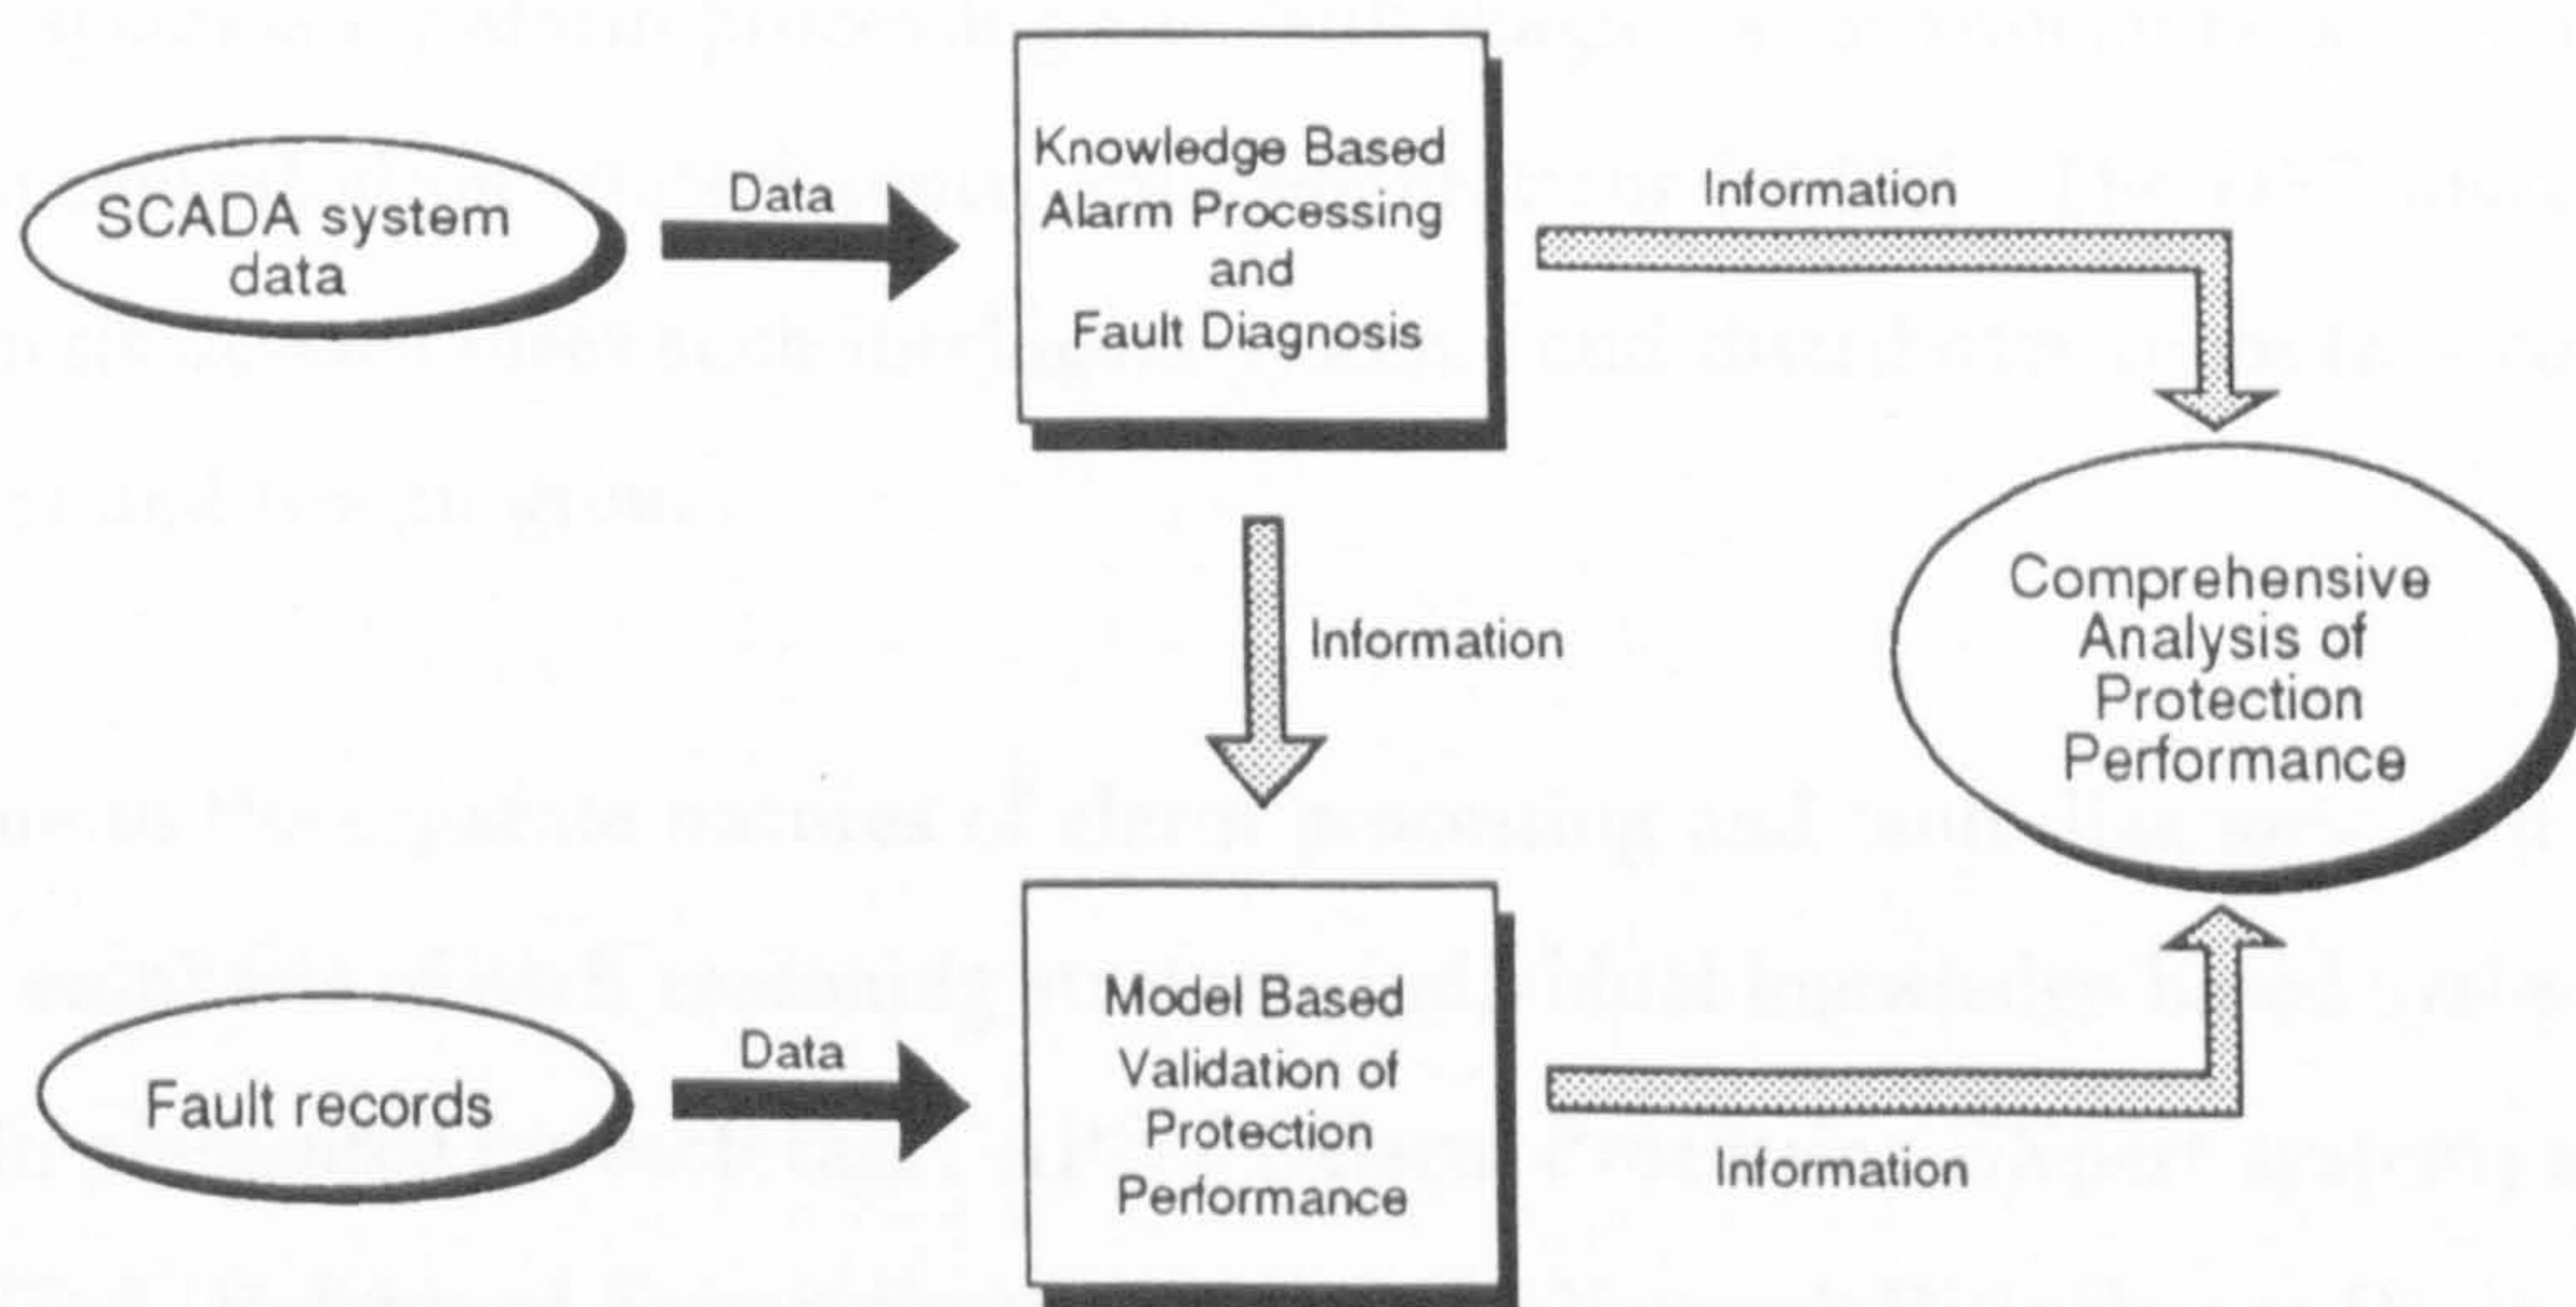 SCADA system
data
Data
Knowledge Based
Alarm Processing
and
Fault Diagnosis
Information
Information
Comprehensive
Analysis of
Protection
Performance
Fault records
Data
Model Based
Validation of
Protection
Performance
Information